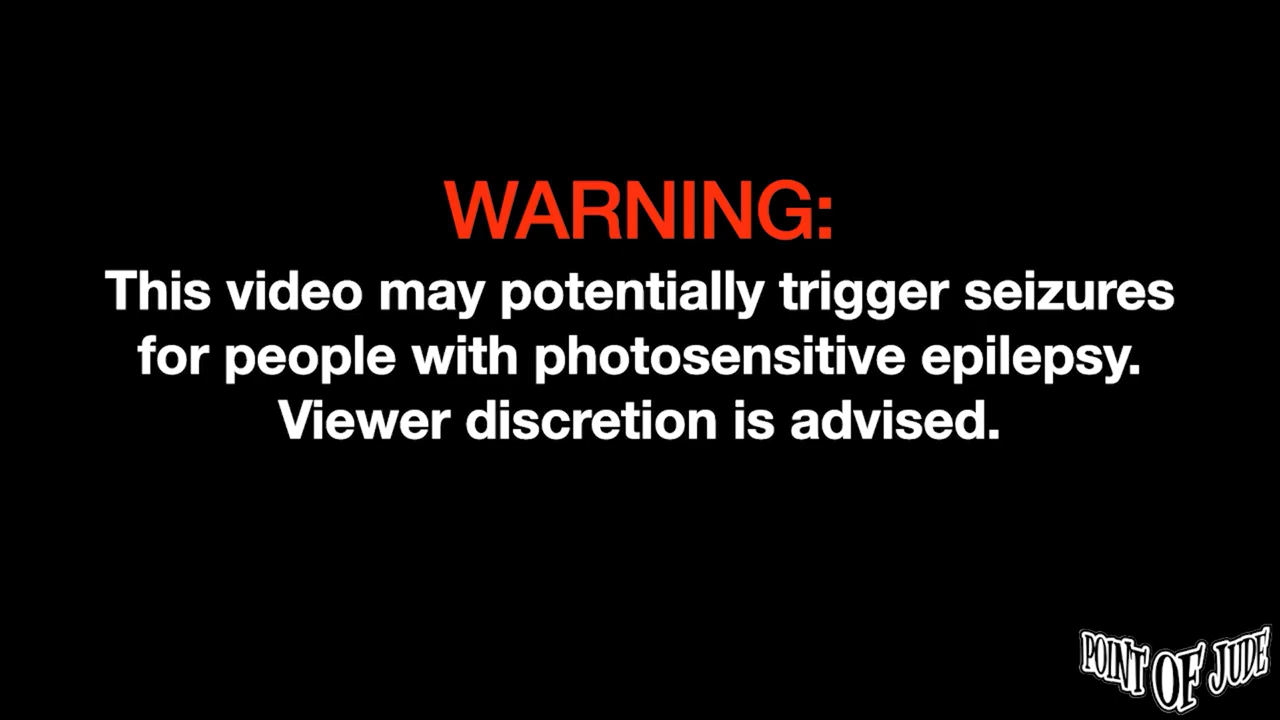 WARNING:
This video may potentially trigger seizures
for people with photosensitive epilepsy.
Viewer discretion is advised.
POINT OF JUDE